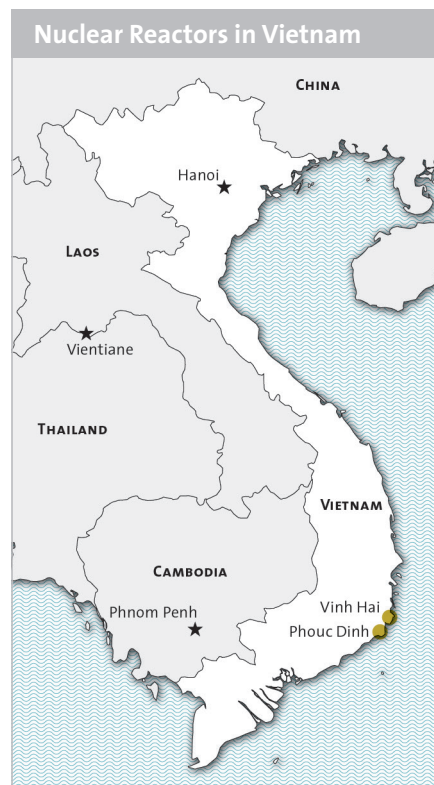 Nuclear Reactors in Vietnam
CHINA
Hanoi
LAOS
Vientiane
THAILAND
VIETNAM
CAMBODIA
Vinh Hai
Phnom Penh
Phouc Dinh